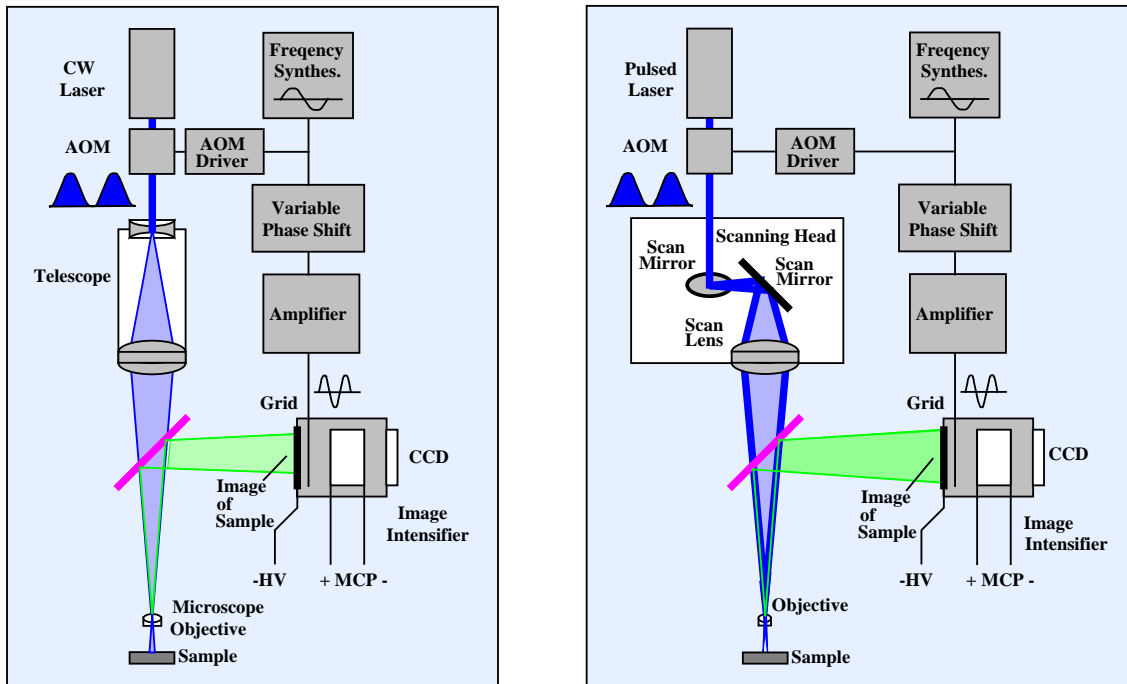 CW
Laser
Freqency
Synthes.
AOM
AOM
Driver
Variable
Phase Shift
Telescope
Amplifier
Grid
CCD
Image
of
Sample
Image
Intensifier
-HV
+ MCP -
Microscope
Objective
Sample
Pulsed
Laser
Freqency
Synthes.
AOM
AOM
Driver
Variable
Phase Shift
Scanning Head
Scan
Mirror
Scan
Mirror
Scan
Lens
Amplifier
Grid
CCD
Image
of
Sample
Image
Intensifier
-HV
+ MCP -
Objective
Sample